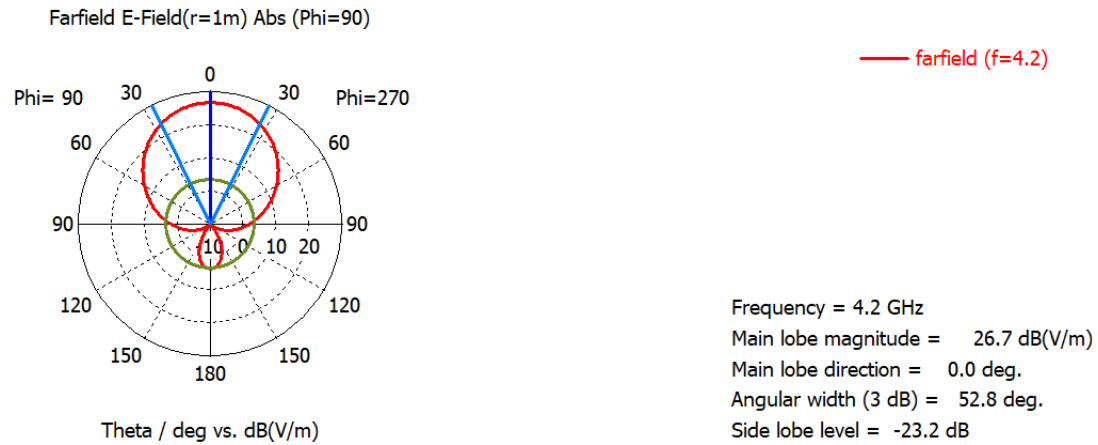 Farfield E-Field(r=1m) Abs (Phi=90)
farfield (f=4.2)
0
Phi= 90 30 30 Phi=270
60 60
90 90
-10 0 10 20
120 120
150 150
180
Theta / deg vs. dB(V/m)
Frequency = 4.2 GHz
Main lobe magnitude = 26.7 dB(V/m)
Main lobe direction = 0.0 deg.
Angular width (3 dB) = 52.8 deg.
Side lobe level = -23.2 dB